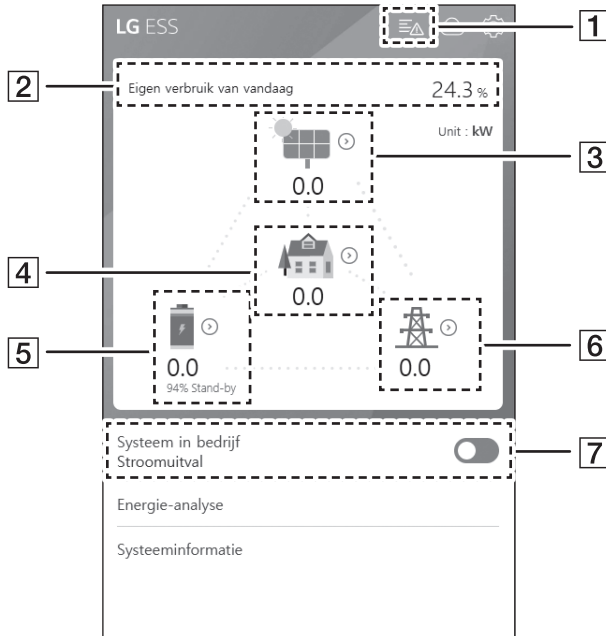 LG ESS
1
2
Eigen verbruik van vandaag 24.3 %
Unit : kW
3
0.0
4
0.0
5
0.0
94% Stand-by
6
0.0
Systeem in bedrijf
Stroomuitval
7
Energie-analyse
Systeeminformatie